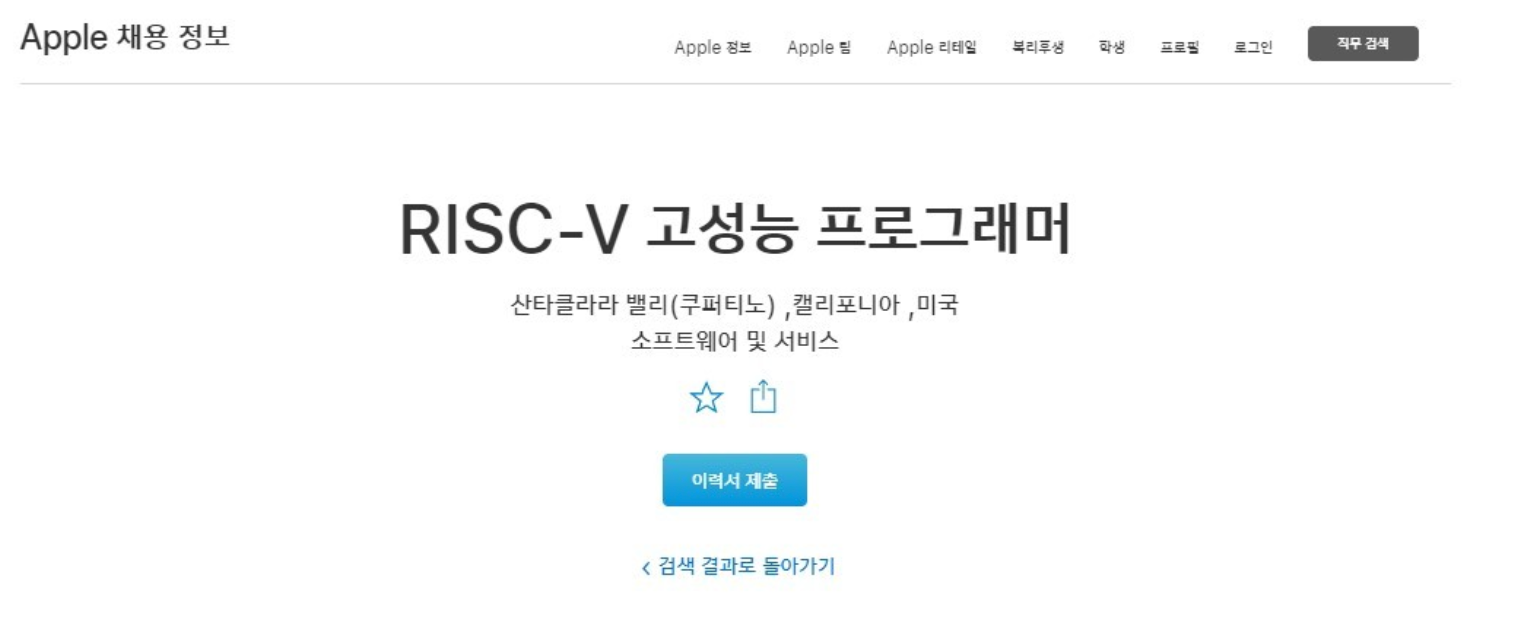 Apple 채용 정보
Apple 정보 Apple 팀 Apple 리테일 복리후생 학생 프로필 로그인 직무 검색
RISC-V 고성능 프로그래머
산타클라라 밸리(쿠퍼티노) ,캘리포니아 ,미국
소프트웨어 및 서비스
이력서 제출
‹ 검색 결과로 돌아가기